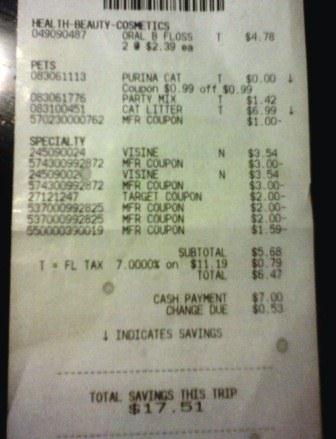 HEALTH-BEAUTY-COSMETICS
049090487 ORAL B FLOSS T $4.78
2 @ $2.39 ea
PETS
083061113 PURINA CAT T $0.00 ↓
Coupon $0.99 off $0.99
083061776 PARTY MIX T $1.42
083100451 CAT LITTER T $6.99 ↓
570230000762 MFR COUPON $1.00-
SPECIALTY
245090024 VISINE N $3.54
574300992872 MFR COUPON $3.00-
245090024 VISINE N $3.54
574300992872 MFR COUPON $3.00-
27121247 TARGET COUPON $2.00-
537000992825 MFR COUPON $2.00-
537000992825 MFR COUPON $2.00-
550000390019 MFR COUPON $1.59-
SUBTOTAL $5.68
T = FL TAX 7.0000% on $11.19 $0.79
TOTAL $6.47
CASH PAYMENT $7.00
CHANGE DUE $0.53
↓ INDICATES SAVINGS
TOTAL SAVINGS THIS TRIP
$17.51